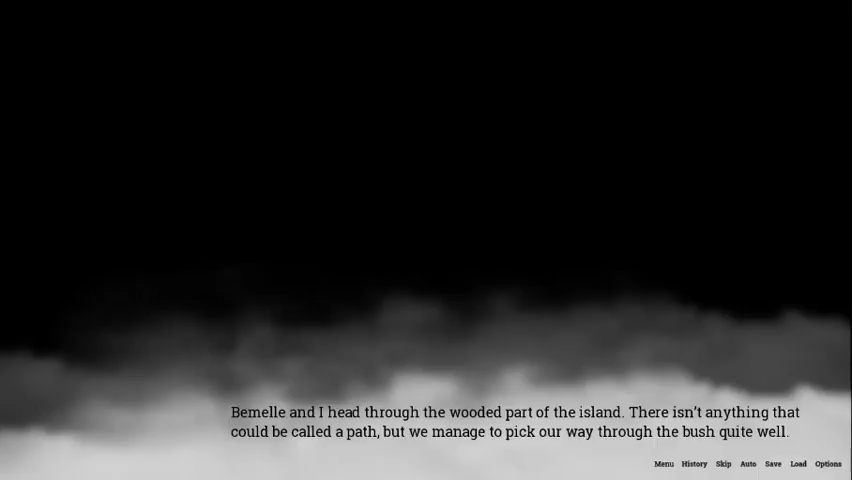 Bemelle and I head through the wooded part of the island. There isn't anything that
could be called a path, but we manage to pick our way through the bush quite well.
Menu History Skip Auto Save Load Options